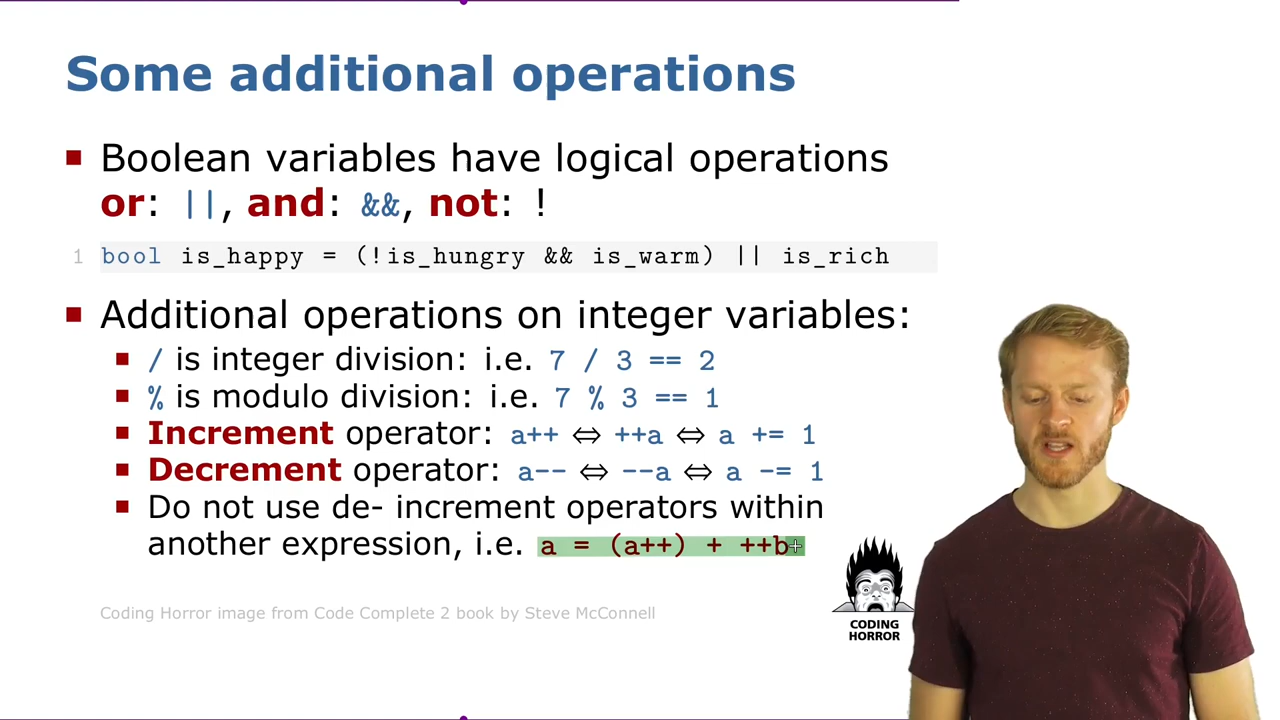 Some additional operations
Boolean variables have logical operations
or: ||, and: &&, not: !
1 bool is_happy = (!is_hungry && is_warm) || is_rich
Additional operations on integer variables:
/ is integer division: i.e. 7 / 3 == 2
% is modulo division: i.e. 7 % 3 == 1
Increment operator: a++ ⇔ ++a ⇔ a += 1
Decrement operator: a-- ⇔ --a ⇔ a -= 1
Do not use de- increment operators within
another expression, i.e. a = (a++) + ++b
Coding Horror image from Code Complete 2 book by Steve McConnell
CODING
HORROR